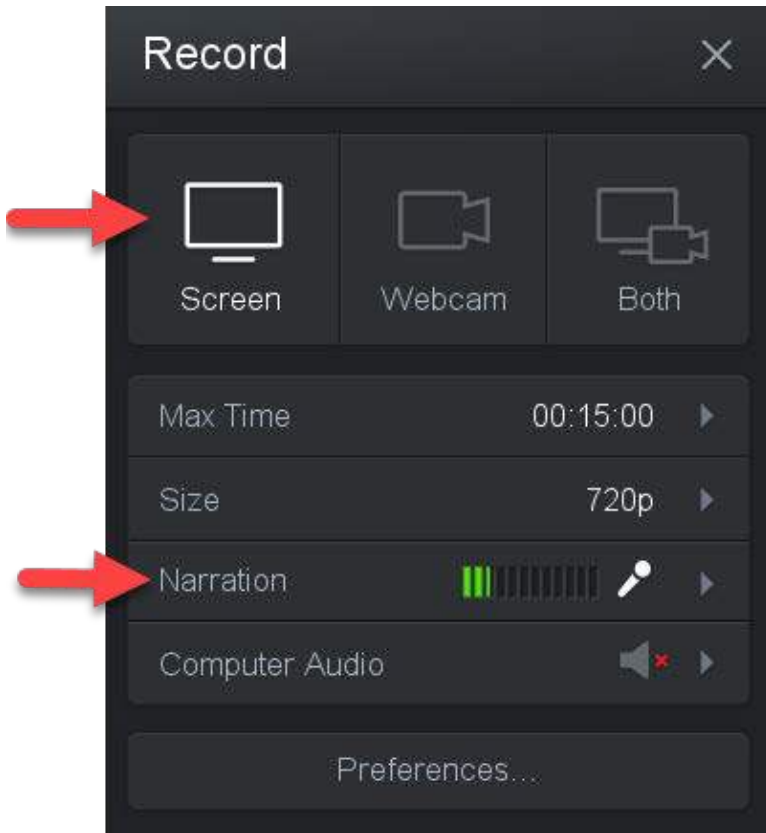 Record
Screen Webcam Both
Max Time 00:15:00
Size 720p
Narration
Computer Audio
Preferences...